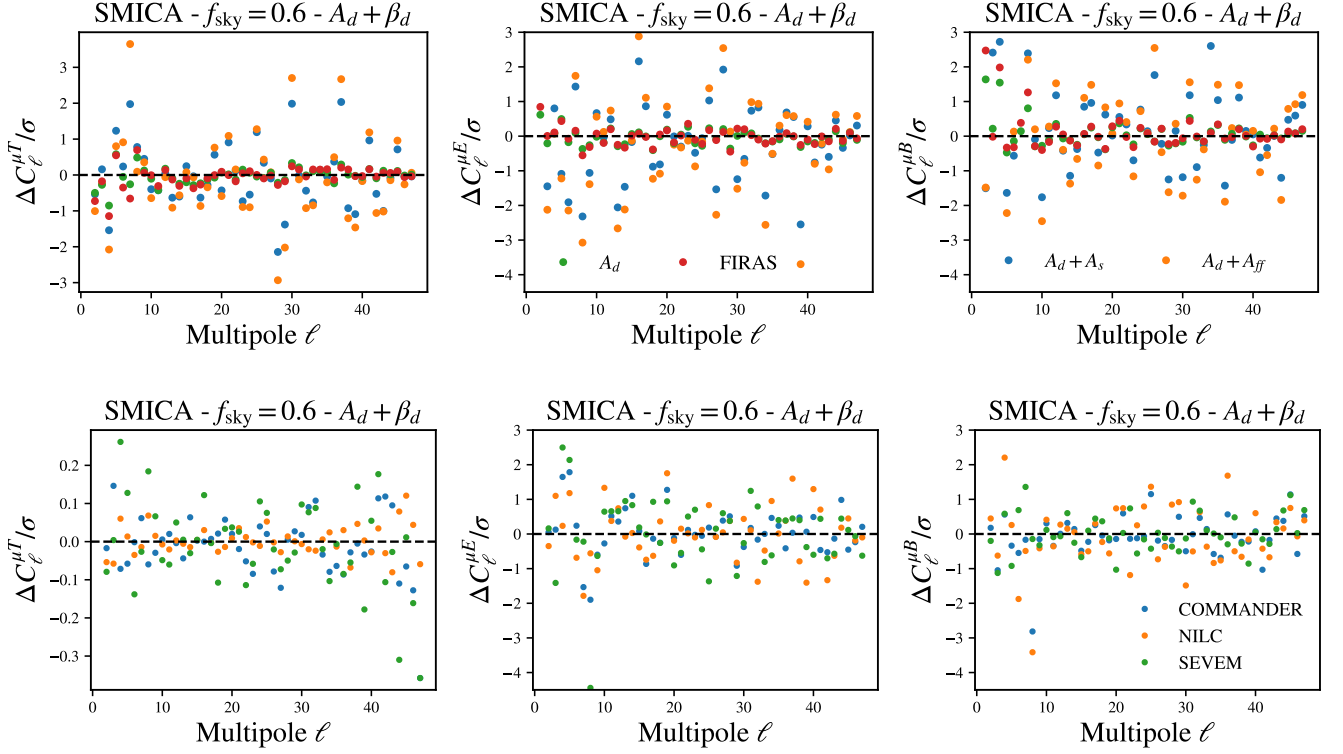 SMICA - f_sky = 0.6 - A_d + β_d
SMICA - f_sky = 0.6 - A_d + β_d
SMICA - f_sky = 0.6 - A_d + β_d
ΔC_ℓ^{μT}/σ
3
2
1
0
−1
−2
−3
0 10 20 30 40
Multipole ℓ
ΔC_ℓ^{μE}/σ
3
2
1
0
−1
−2
−3
−4
A_d
FIRAS
0 10 20 30 40
Multipole ℓ
ΔC_ℓ^{μB}/σ
3
2
1
0
−1
−2
−3
−4
A_d + A_s
A_d + A_ff
0 10 20 30 40
Multipole ℓ
SMICA - f_sky = 0.6 - A_d + β_d
SMICA - f_sky = 0.6 - A_d + β_d
SMICA - f_sky = 0.6 - A_d + β_d
ΔC_ℓ^{μT}/σ
0.2
0.1
0.0
−0.1
−0.2
−0.3
0 10 20 30 40
Multipole ℓ
ΔC_ℓ^{μE}/σ
3
2
1
0
−1
−2
−3
−4
0 10 20 30 40
Multipole ℓ
ΔC_ℓ^{μB}/σ
3
2
1
0
−1
−2
−3
−4
COMMANDER
NILC
SEVEM
0 10 20 30 40
Multipole ℓ